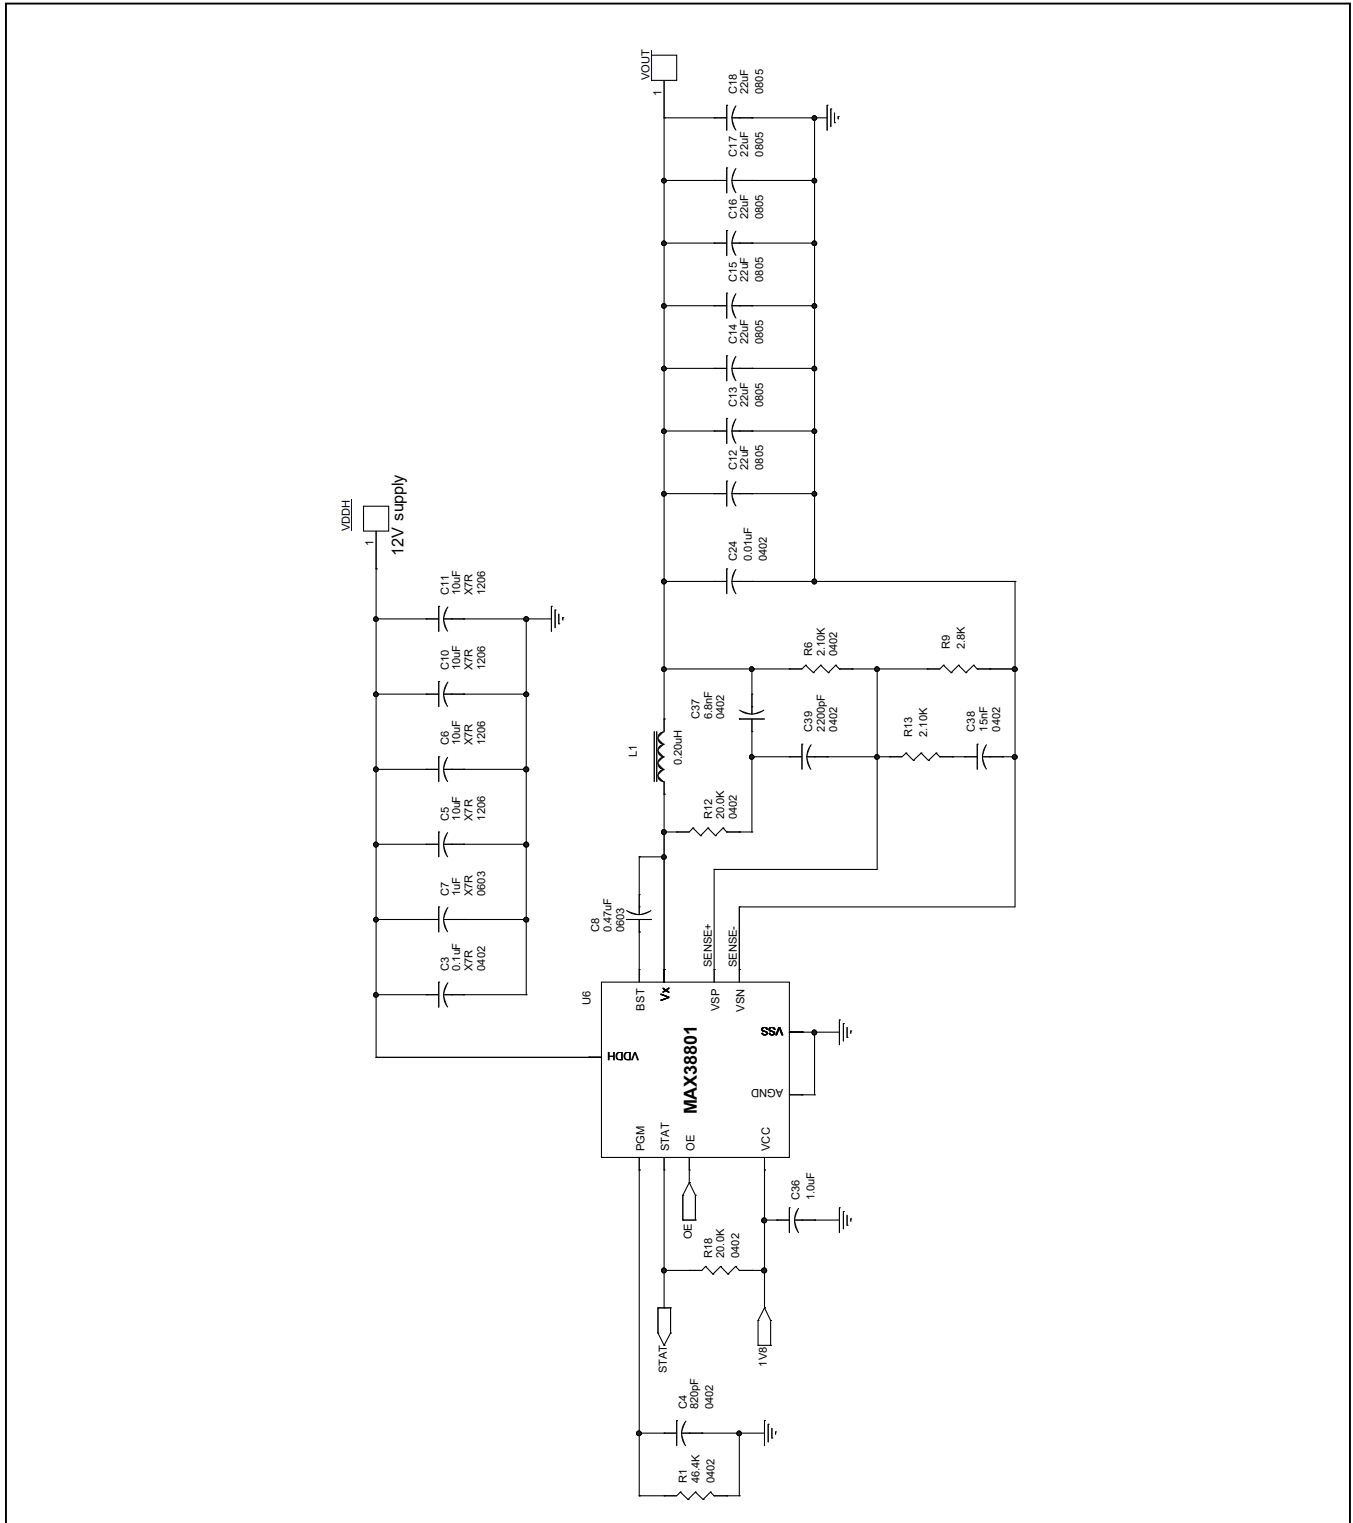 VOUT
1
C18
22uF
0805
C17
22uF
0805
C16
22uF
0805
C15
22uF
0805
C14
22uF
0805
C13
22uF
0805
C12
22uF
0805
C24
0.01uF
0402
VDDH
1
12V supply
C11
10uF
X7R
1206
C10
10uF
X7R
1206
C6
10uF
X7R
1206
C5
10uF
X7R
1206
C7
1uF
X7R
0603
C3
0.1uF
X7R
0402
R6
2.10K
0402
R9
2.8K
C37
6.8nF
0402
C39
2200pF
0402
R13
2.10K
C38
15nF
0402
L1
0.20uH
R12
20.0K
0402
C8
0.47uF
0603
SENSE+
SENSE-
U6
BST
Vx
VSP
VSN
VDDH
MAX38801
VSS
AGND
PGM
STAT
OE
VCC
OE
C36
1.0uF
R18
20.0K
0402
STAT
1V8
C4
820pF
0402
R1
46.4K
0402